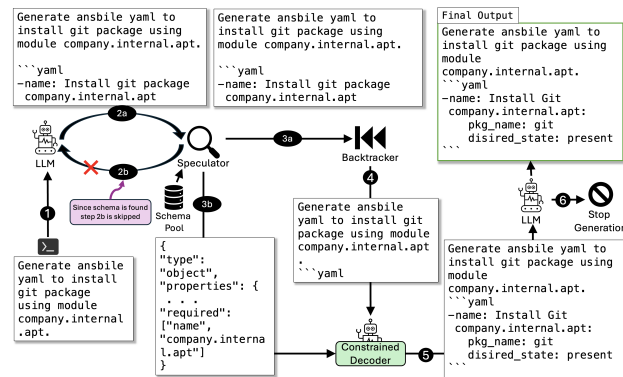 Generate ansbile yaml to
install git package using
module company.internal.apt.
```yaml
-name: Install git package
company.internal.apt
Generate ansbile yaml to
install git package using
module company.internal.apt.
```yaml
-name: Install git package
company.internal.apt
Final Output
Generate ansbile yaml to
install git package using
module
company.internal.apt.
```yaml
-name: Install Git
company.internal.apt:
pkg_name: git
disired_state: present
```
2a
LLM
2b
Speculator
3a
Backtracker
Since schema is found
step 2b is skipped
Schema
Pool
3b
1
4
LLM
6
Stop
Generation
>_
Generate ansbile
yaml to install
git package
using module
company.internal
.apt.
{
"type":
"object",
"properties": {
. . .
"required":
["name",
"company.interna
l.apt"]
}
Generate ansbile
yaml to install git
package using module
company.internal.apt
.
```yaml
Constrained
Decoder
5
Generate ansbile yaml to
install git package using
module
company.internal.apt.
```yaml
-name: Install Git
company.internal.apt:
pkg_name: git
disired_state: present
```